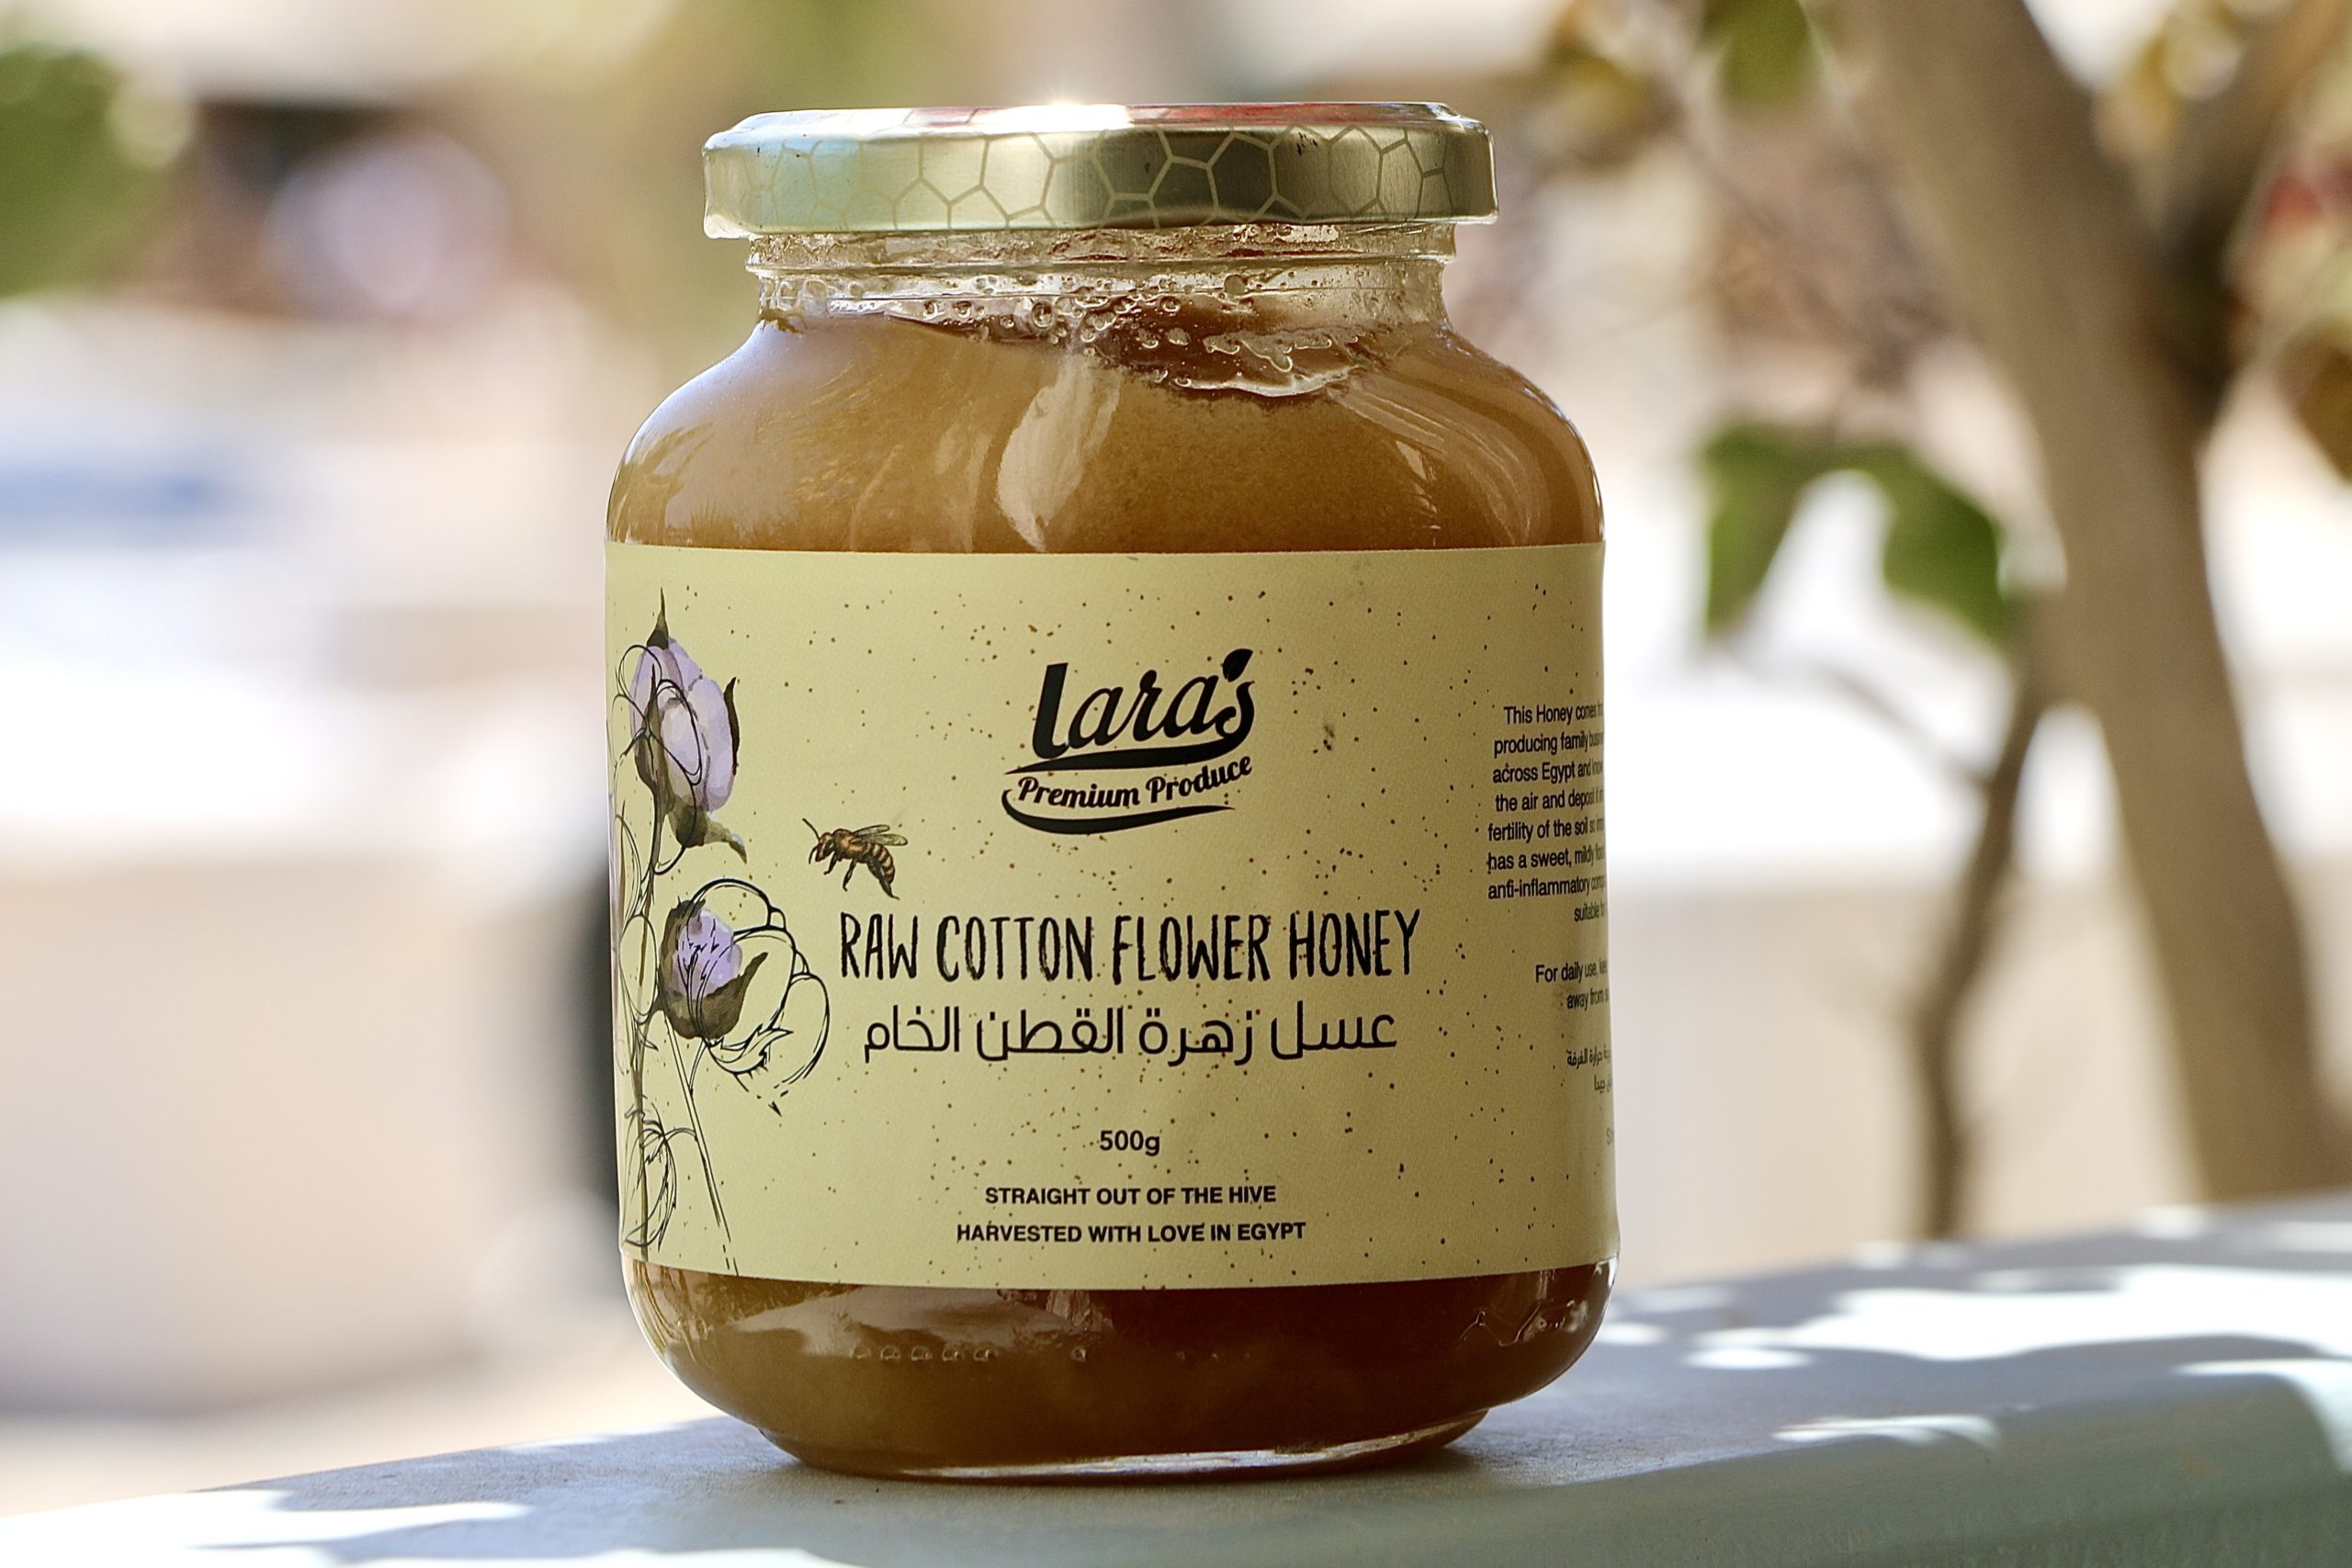 Lara's
Premium Produce
RAW COTTON FLOWER HONEY
عسل زهرة القطن الخام
500g
STRAIGHT OUT OF THE HIVE
HARVESTED WITH LOVE IN EGYPT
This Honey comes
producing family
across Egypt and
the air and deposit
fertility of the soil
has a sweet, mildly
anti-inflammatory
suitable
For daily use,
away from
حرارة الغرفة